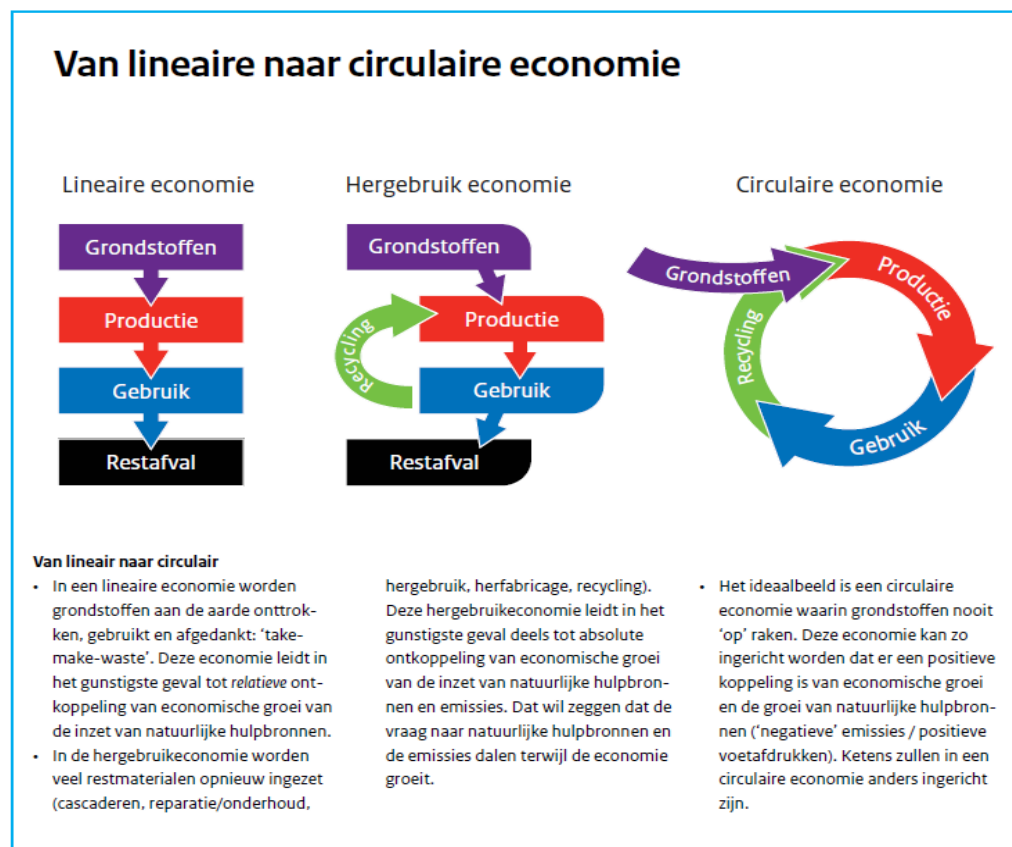 Van lineaire naar circulaire economie
Lineaire economie
Grondstoffen
Productie
Gebruik
Restafval
Hergebruik economie
Grondstoffen
Productie
Recycling
Gebruik
Restafval
Circulaire economie
Grondstoffen
Productie
Recycling
Gebruik
Van lineair naar circulair
• In een lineaire economie worden
grondstoffen aan de aarde onttrok-
ken, gebruikt en afgedankt: ‘take-
make-waste’. Deze economie leidt in
het gunstigste geval tot relatieve ont-
koppeling van economische groei van
de inzet van natuurlijke hulpbronnen.
• In de hergebruikeconomie worden
veel restmaterialen opnieuw ingezet
(cascaderen, reparatie/onderhoud,
hergebruik, herfabricage, recycling).
Deze hergebruikeconomie leidt in het
gunstigste geval deels tot absolute
ontkoppeling van economische groei
van de inzet van natuurlijke hulpbron-
nen en emissies. Dat wil zeggen dat de
vraag naar natuurlijke hulpbronnen en
de emissies dalen terwijl de economie
groeit.
• Het ideaalbeeld is een circulaire
economie waarin grondstoffen nooit
‘op’ raken. Deze economie kan zo
ingericht worden dat er een positieve
koppeling is van economische groei
en de groei van natuurlijke hulpbron-
nen (‘negatieve’ emissies / positieve
voetafdrukken). Ketens zullen in een
circulaire economie anders ingericht
zijn.